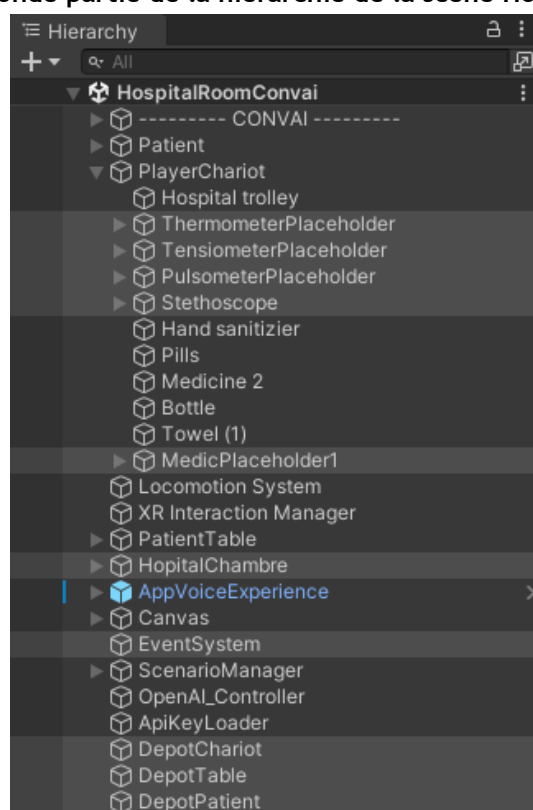 Hierarchy
All
HospitalRoomConvai
--------- CONVAI ---------
Patient
PlayerChariot
Hospital trolley
ThermometerPlaceholder
TensiometerPlaceholder
PulsometerPlaceholder
Stethoscope
Hand sanitizier
Pills
Medicine 2
Bottle
Towel (1)
MedicPlaceholder1
Locomotion System
XR Interaction Manager
PatientTable
HopitalChambre
AppVoiceExperience
Canvas
EventSystem
ScenarioManager
OpenAI_Controller
ApiKeyLoader
DepotChariot
DepotTable
DepotPatient